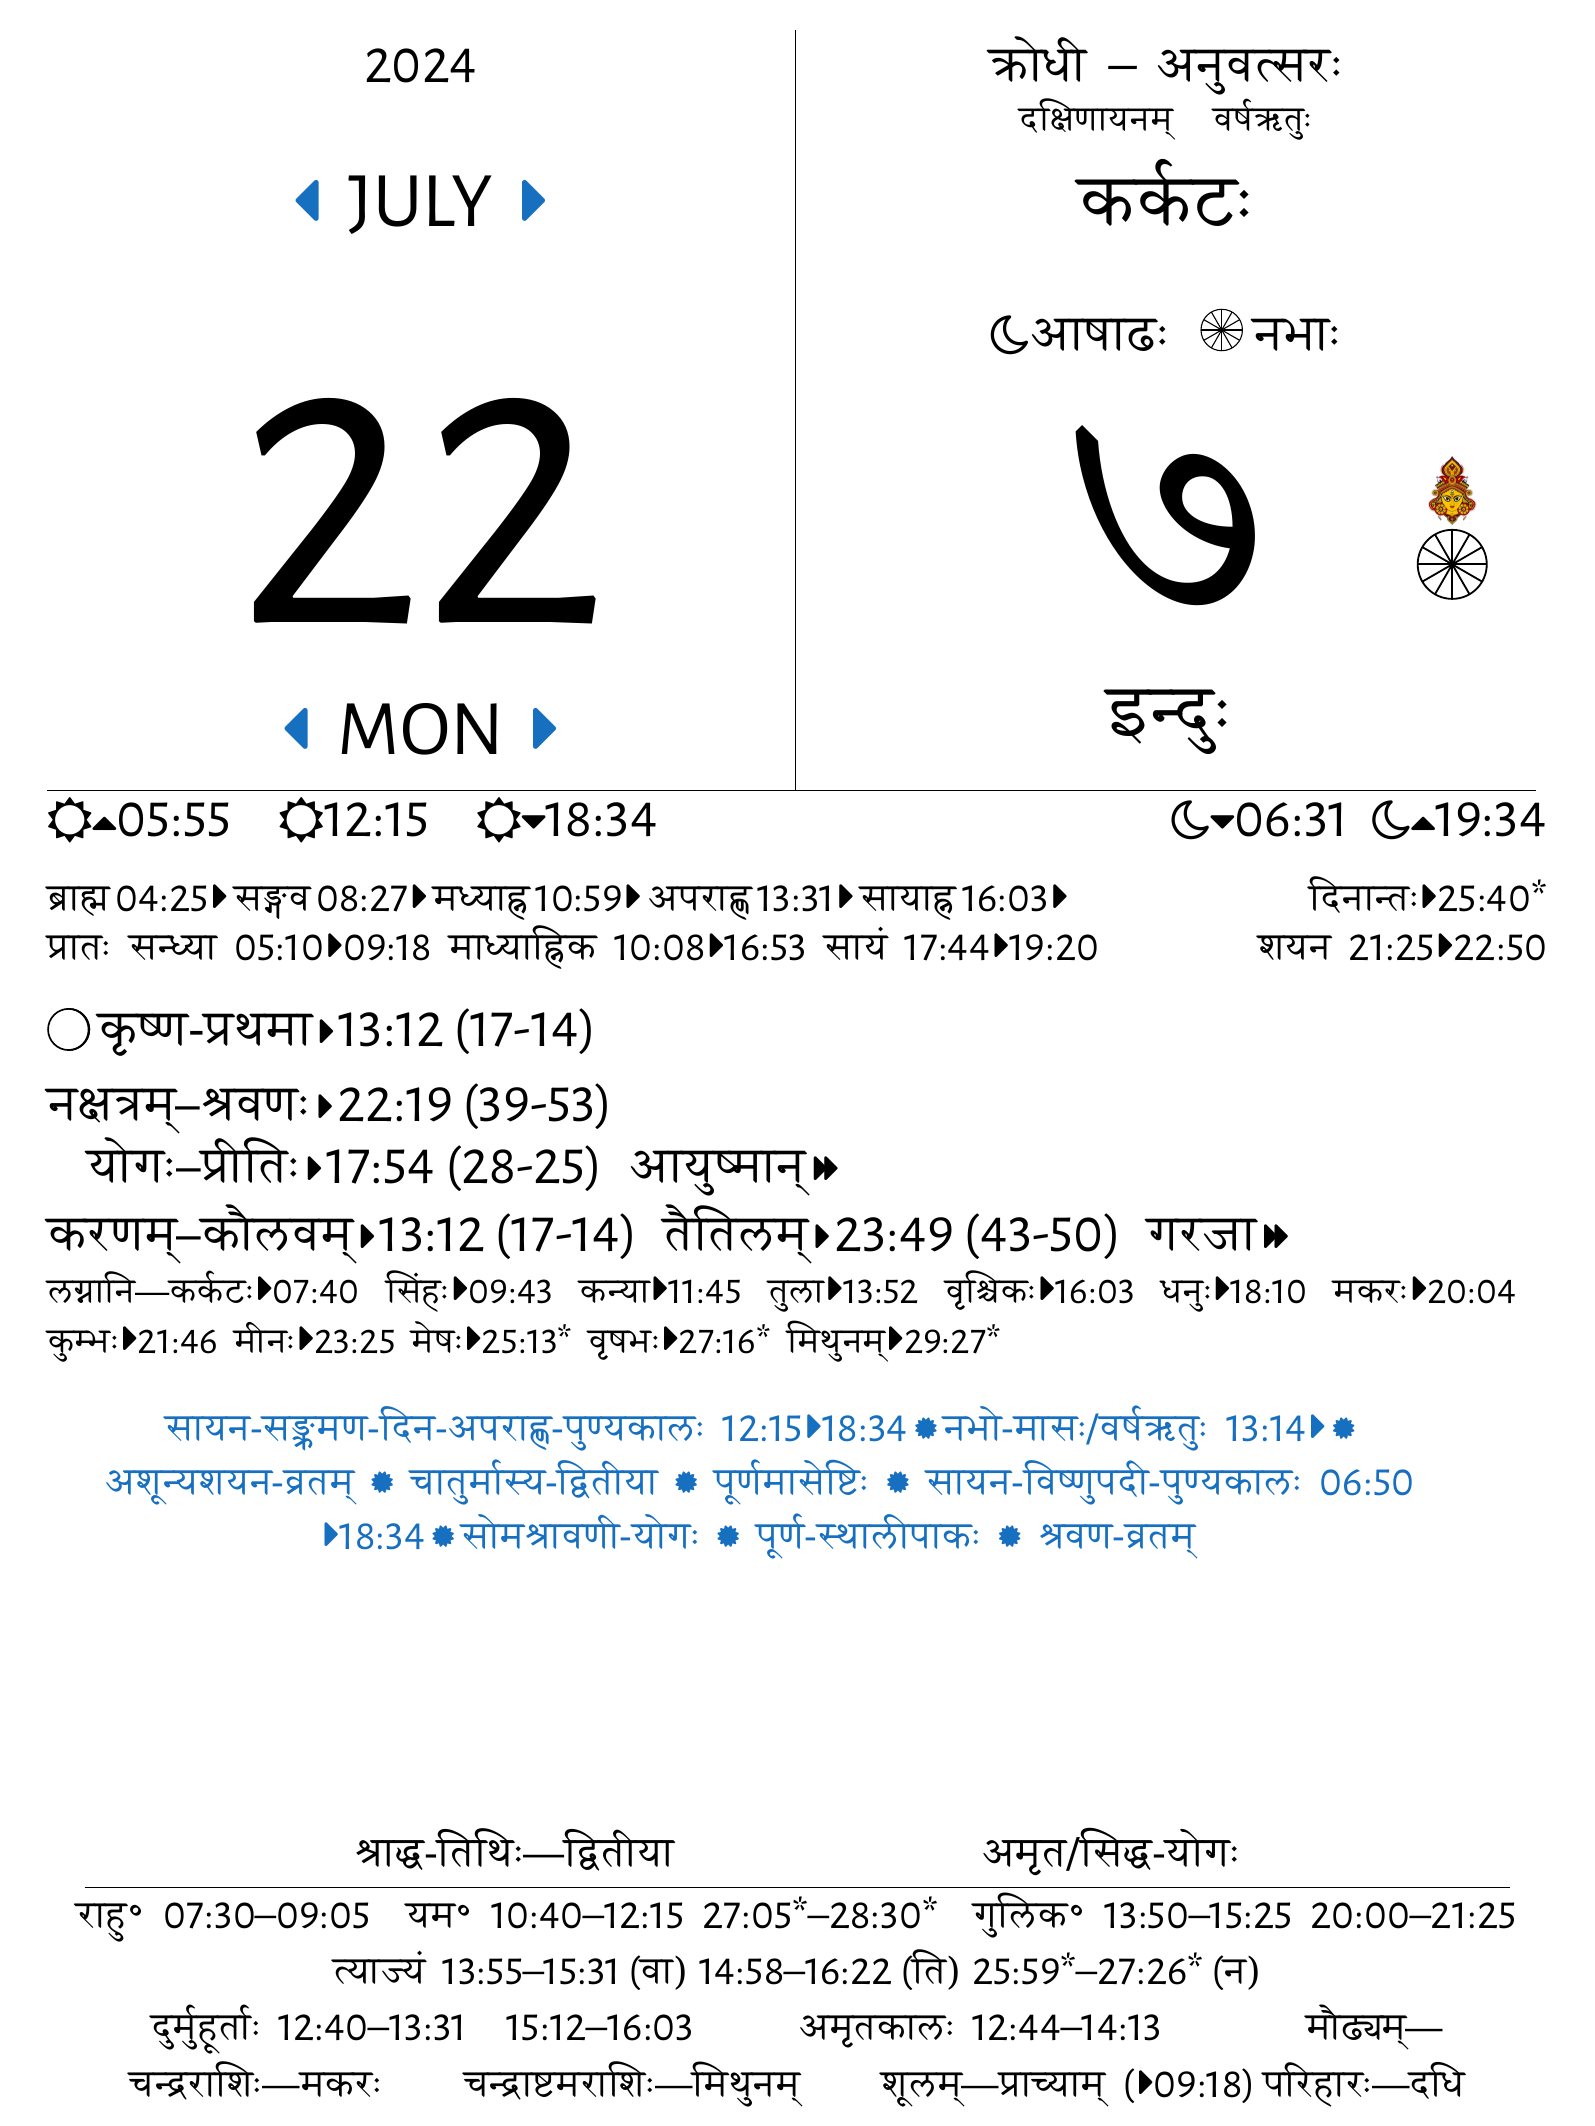 2024
JULY
22
MON
क्रोधी – अनुवत्सरः
दक्षिणायनम् वर्षऋतुः
कर्कटः
आषाढः नभाः
७
इन्दुः
05:55 12:15 18:34 06:31 19:34
ब्राह्म 04:25 सङ्गव 08:27 मध्याह्न 10:59 अपराह्ण 13:31 सायाह्न 16:03 दिनान्तः 25:40*
प्रातः सन्ध्या 05:10 09:18 माध्याह्निक 10:08 16:53 सायं 17:44 19:20 शयन 21:25 22:50
कृष्ण-प्रथमा 13:12 (17-14)
नक्षत्रम्–श्रवणः 22:19 (39-53)
योगः–प्रीतिः 17:54 (28-25) आयुष्मान्
करणम्–कौलवम् 13:12 (17-14) तैतिलम् 23:49 (43-50) गरजा
लग्नानि—कर्कटः 07:40 सिंहः 09:43 कन्या 11:45 तुला 13:52 वृश्चिकः 16:03 धनुः 18:10 मकरः 20:04
कुम्भः 21:46 मीनः 23:25 मेषः 25:13* वृषभः 27:16* मिथुनम् 29:27*
सायन-सङ्क्रमण-दिन-अपराह्ण-पुण्यकालः 12:15 18:34 नभो-मासः/वर्षऋतुः 13:14
अशून्यशयन-व्रतम् चातुर्मास्य-द्वितीया पूर्णमासेष्टिः सायन-विष्णुपदी-पुण्यकालः 06:50
18:34 सोमश्रावणी-योगः पूर्ण-स्थालीपाकः श्रवण-व्रतम्
श्राद्ध-तिथिः—द्वितीया अमृत/सिद्ध-योगः
राहु॰ 07:30–09:05 यम॰ 10:40–12:15 27:05*–28:30* गुलिक॰ 13:50–15:25 20:00–21:25
त्याज्यं 13:55–15:31 (वा) 14:58–16:22 (ति) 25:59*–27:26* (न)
दुर्मुहूर्ताः 12:40–13:31 15:12–16:03 अमृतकालः 12:44–14:13 मौढ्यम्—
चन्द्रराशिः—मकरः चन्द्राष्टमराशिः—मिथुनम् शूलम्—प्राच्याम् (09:18) परिहारः—दधि